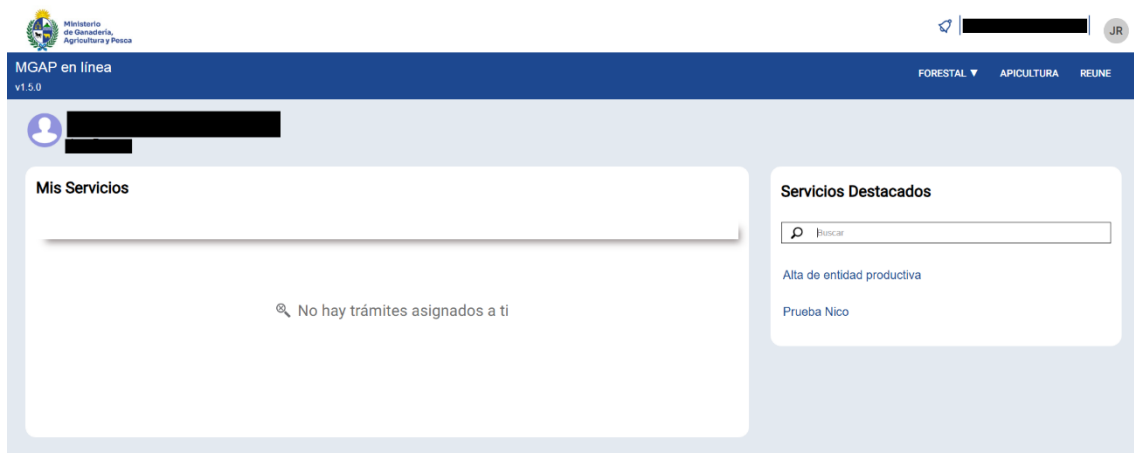 Ministerio
de Ganadería,
Agricultura y Pesca
JR
MGAP en línea
v1.5.0
FORESTAL ▼ APICULTURA REUNE
Mis Servicios
No hay trámites asignados a ti
Servicios Destacados
Buscar
Alta de entidad productiva
Prueba Nico